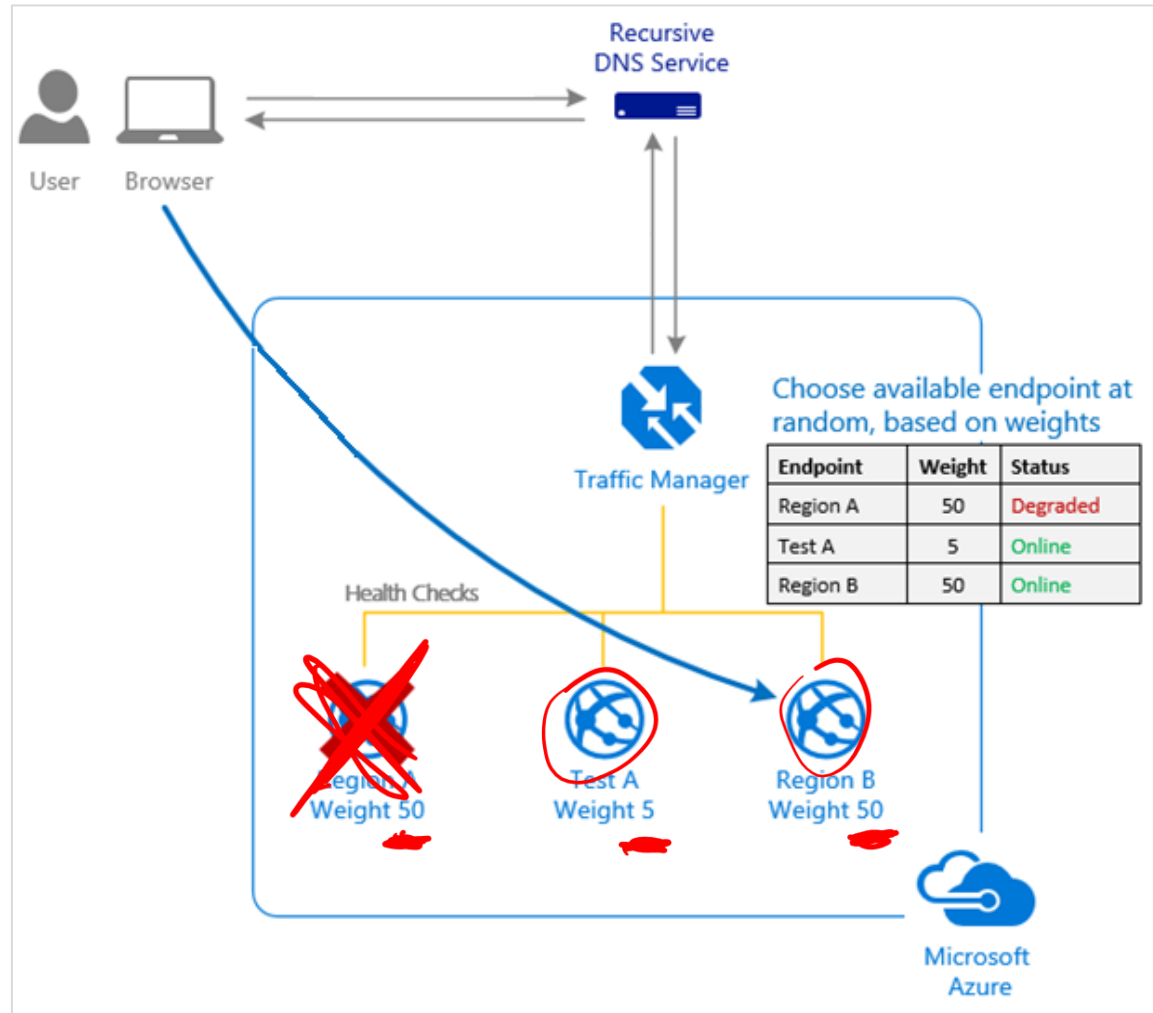 Recursive
DNS Service
User
Browser
Choose available endpoint at
random, based on weights
Endpoint Weight Status
Region A 50 Degraded
Test A 5 Online
Region B 50 Online
Traffic Manager
Health Checks
Region A
Weight 50
Test A
Weight 5
Region B
Weight 50
Microsoft
Azure